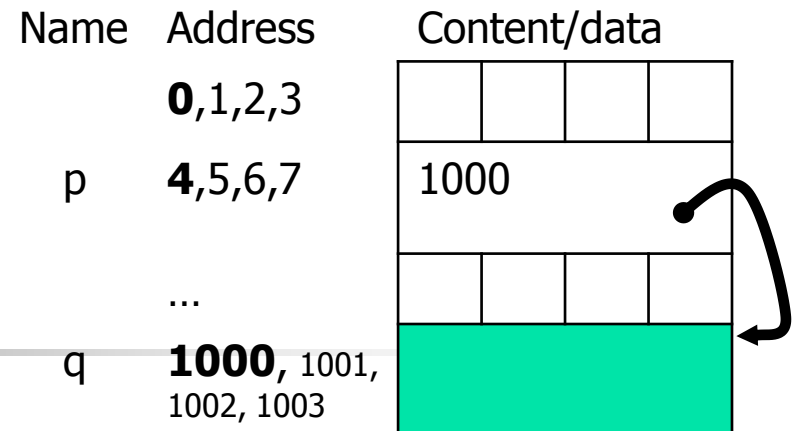 Name Address Content/data
0,1,2,3
p 4,5,6,7 1000
...
q 1000, 1001,
1002, 1003